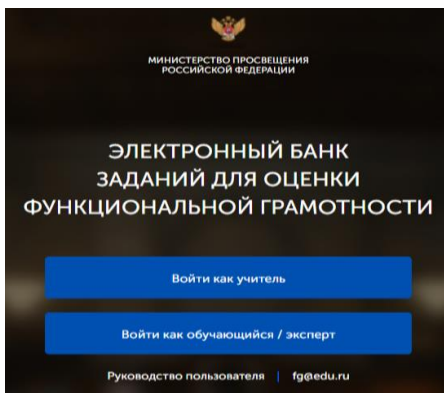 МИНИСТЕРСТВО ПРОСВЕЩЕНИЯ
РОССИЙСКОЙ ФЕДЕРАЦИИ
ЭЛЕКТРОННЫЙ БАНК
ЗАДАНИЙ ДЛЯ ОЦЕНКИ
ФУНКЦИОНАЛЬНОЙ ГРАМОТНОСТИ
Войти как учитель
Войти как обучающийся / эксперт
Руководство пользователя | fg@edu.ru